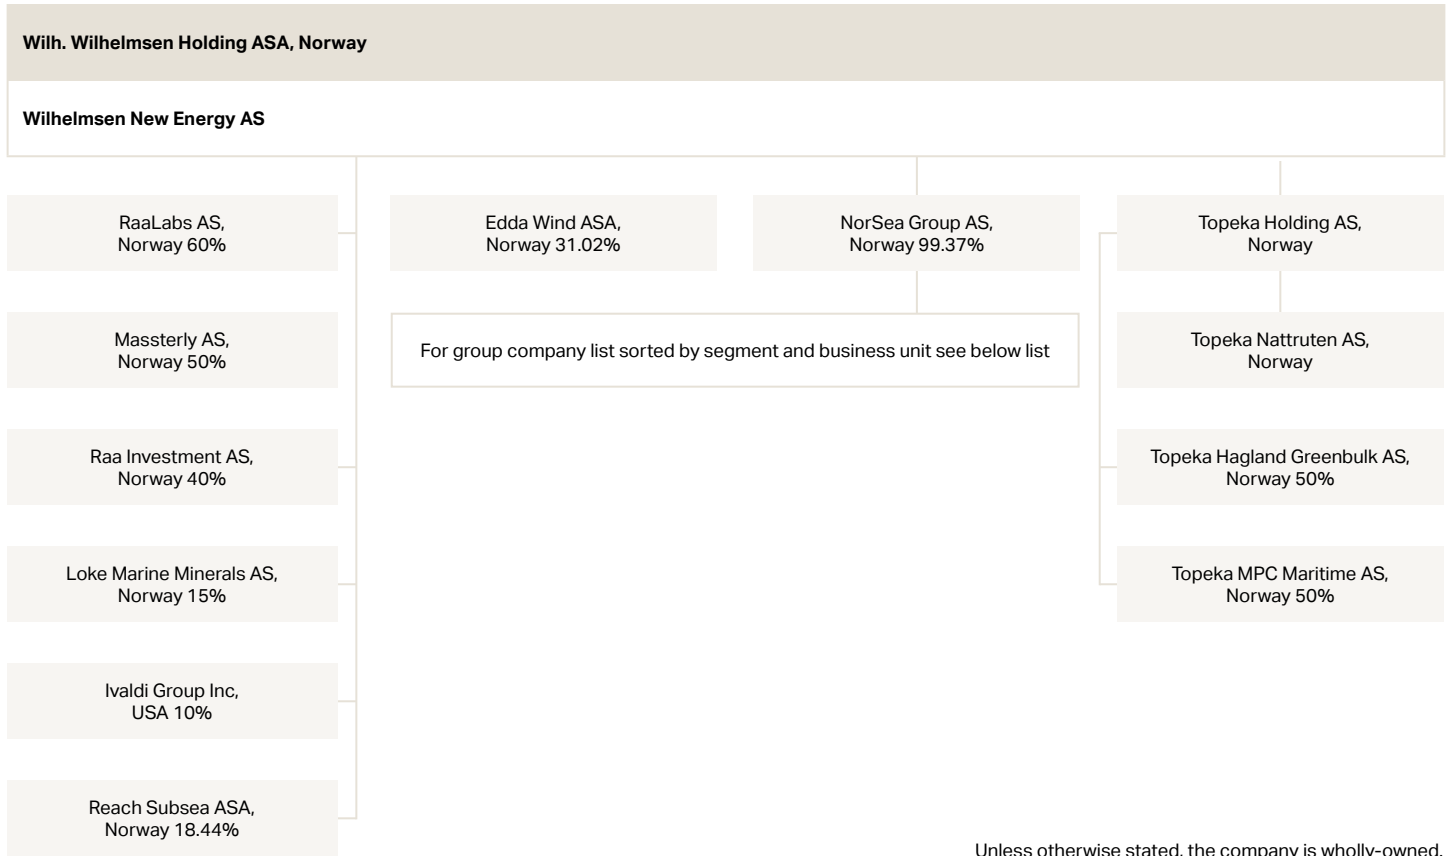 Wilh. Wilhelmsen Holding ASA, Norway
Wilhelmsen New Energy AS
RaaLabs AS,
Norway 60%
Edda Wind ASA,
Norway 31.02%
NorSea Group AS,
Norway 99.37%
Topeka Holding AS,
Norway
Massterly AS,
Norway 50%
For group company list sorted by segment and business unit see below list
Topeka Nattruten AS,
Norway
Raa Investment AS,
Norway 40%
Topeka Hagland Greenbulk AS,
Norway 50%
Loke Marine Minerals AS,
Norway 15%
Topeka MPC Maritime AS,
Norway 50%
Ivaldi Group Inc,
USA 10%
Reach Subsea ASA,
Norway 18.44%
Unless otherwise stated, the company is wholly-owned.